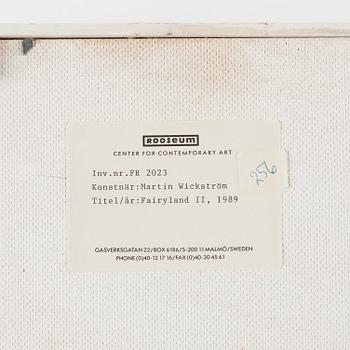 ROOSEUM
CENTER FOR CONTEMPORARY ART
Inv.nr.FR 2023
Konstnär:Martin Wickström
Titel/år:Fairyland II, 1989
256
GASVERKSGATAN 22/BOX 6186/S-200 11 MALMÖ/SWEDEN
PHONE (0)40-12 17 16/FAX (0)40-30 45 61